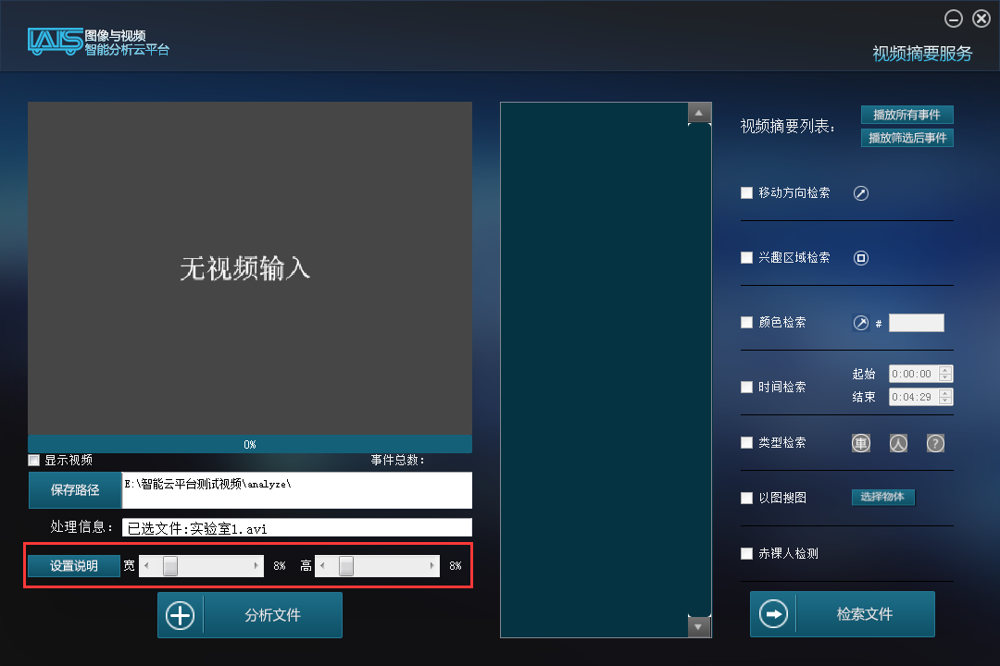 IAIS 图像与视频
智能分析云平台
视频摘要服务
无视频输入
0%
显示视频 事件总数:
保存路径 E:\智能云平台测试视频\analyze\
处理信息: 已选文件:实验室1.avi
设置说明 宽 8% 高 8%
分析文件
视频摘要列表:
播放所有事件
播放筛选后事件
移动方向检索
兴趣区域检索
颜色检索 #
时间检索
起始 0:00:00
结束 0:04:29
类型检索 車 人 ?
以图搜图 选择物体
赤裸人检测
检索文件